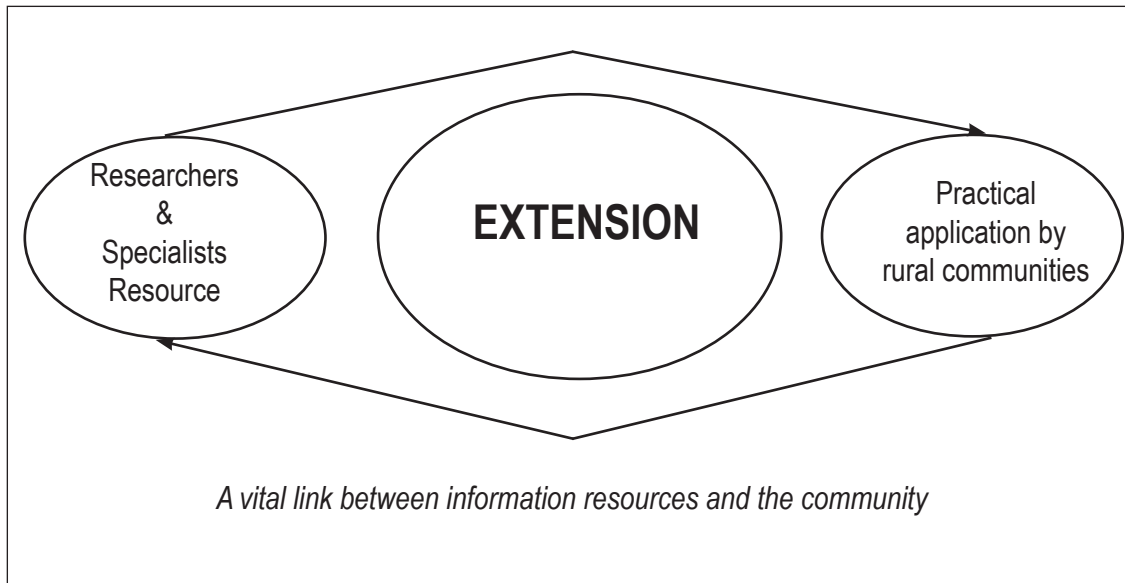 Researchers
&
Specialists
Resource
EXTENSION
Practical
application by
rural communities
A vital link between information resources and the community